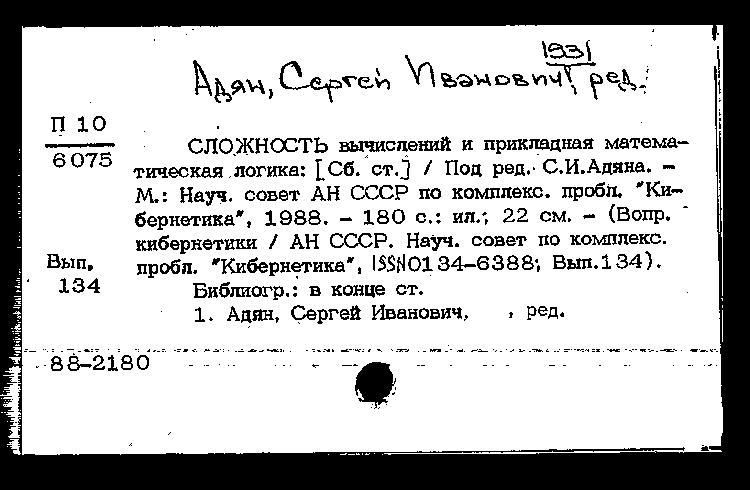 1931
Адян, Сергей Иванович, ред.
П 10
6075
СЛОЖНОСТЬ вычислений и прикладная матема-
тическая логика: [Сб. ст.] / Под ред. С.И.Адяна. –
М.: Науч. совет АН СССР по комплекс. пробл. "Ки-
бернетика", 1988. – 180 с.: ил.; 22 см. – (Вопр.
кибернетики / АН СССР. Науч. совет по комплекс.
Вып. 134
пробл. "Кибернетика", ISSN0134-6388; Вып.134).
Библиогр.: в конце ст.
1. Адян, Сергей Иванович, , ред.
88-2180